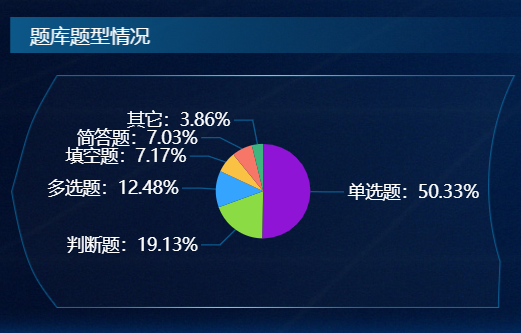 题库题型情况
其它：3.86%
简答题：7.03%
填空题：7.17%
多选题：12.48%
单选题：50.33%
判断题：19.13%